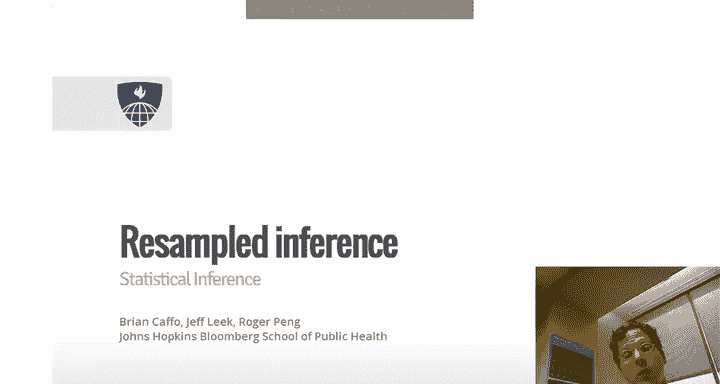 Resampled inference
Statistical Inference
Brian Caffo, Jeff Leek, Roger Peng
Johns Hopkins Bloomberg School of Public Health